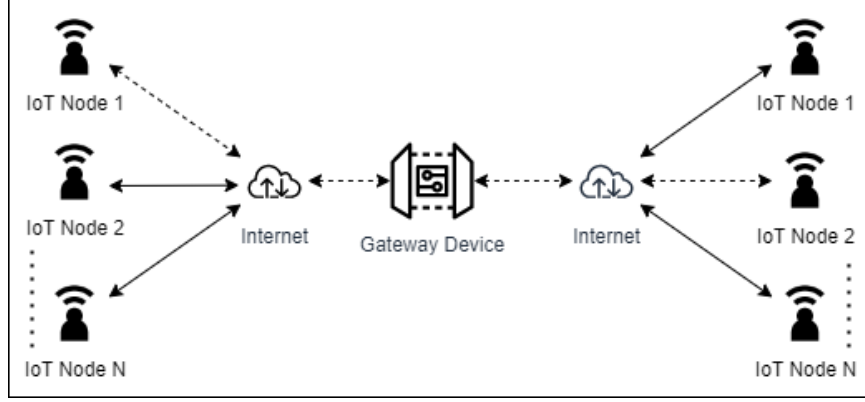 IoT Node 1
IoT Node 1
IoT Node 2
Internet
Gateway Device
Internet
IoT Node 2
IoT Node N
IoT Node N